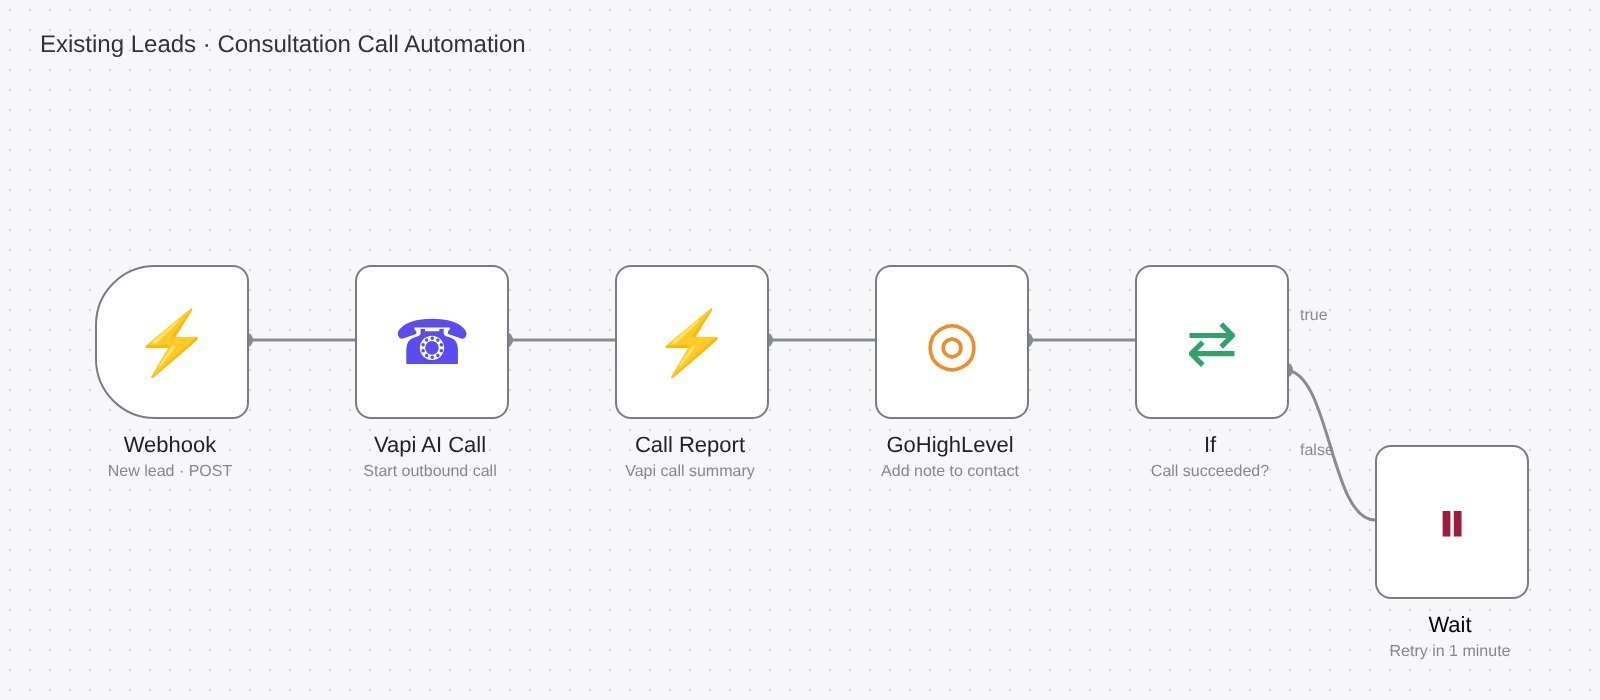 Existing Leads · Consultation Call Automation
true
false
Webhook
New lead · POST
Vapi AI Call
Start outbound call
Call Report
Vapi call summary
GoHighLevel
Add note to contact
If
Call succeeded?
Wait
Retry in 1 minute